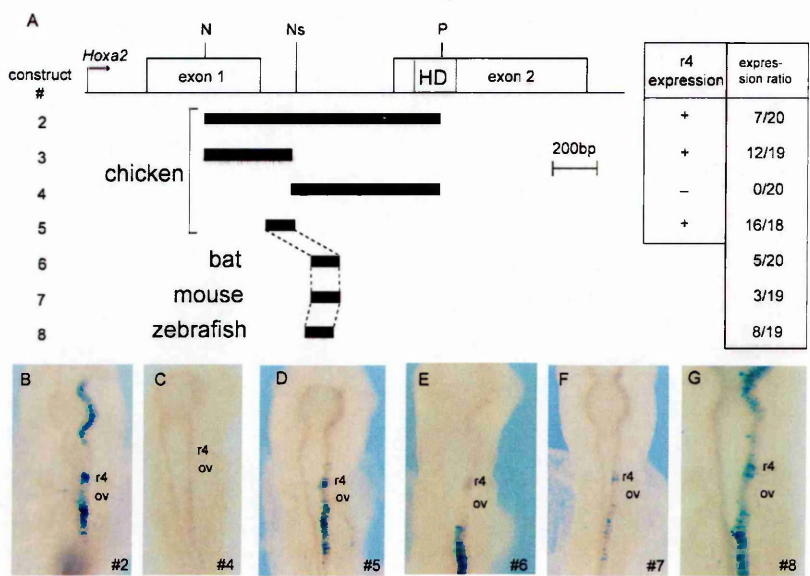 A
N Ns P
Hoxa2
exon 1 HD exon 2
construct
#
r4
expression
expres-
sion ratio
2 + 7/20
3 + 12/19
chicken
200bp
4 – 0/20
5 + 16/18
6 bat 5/20
7 mouse 3/19
8 zebrafish 8/19
B r4 ov #2
C r4 ov #4
D r4 ov #5
E r4 ov #6
F r4 ov #7
G r4 ov #8